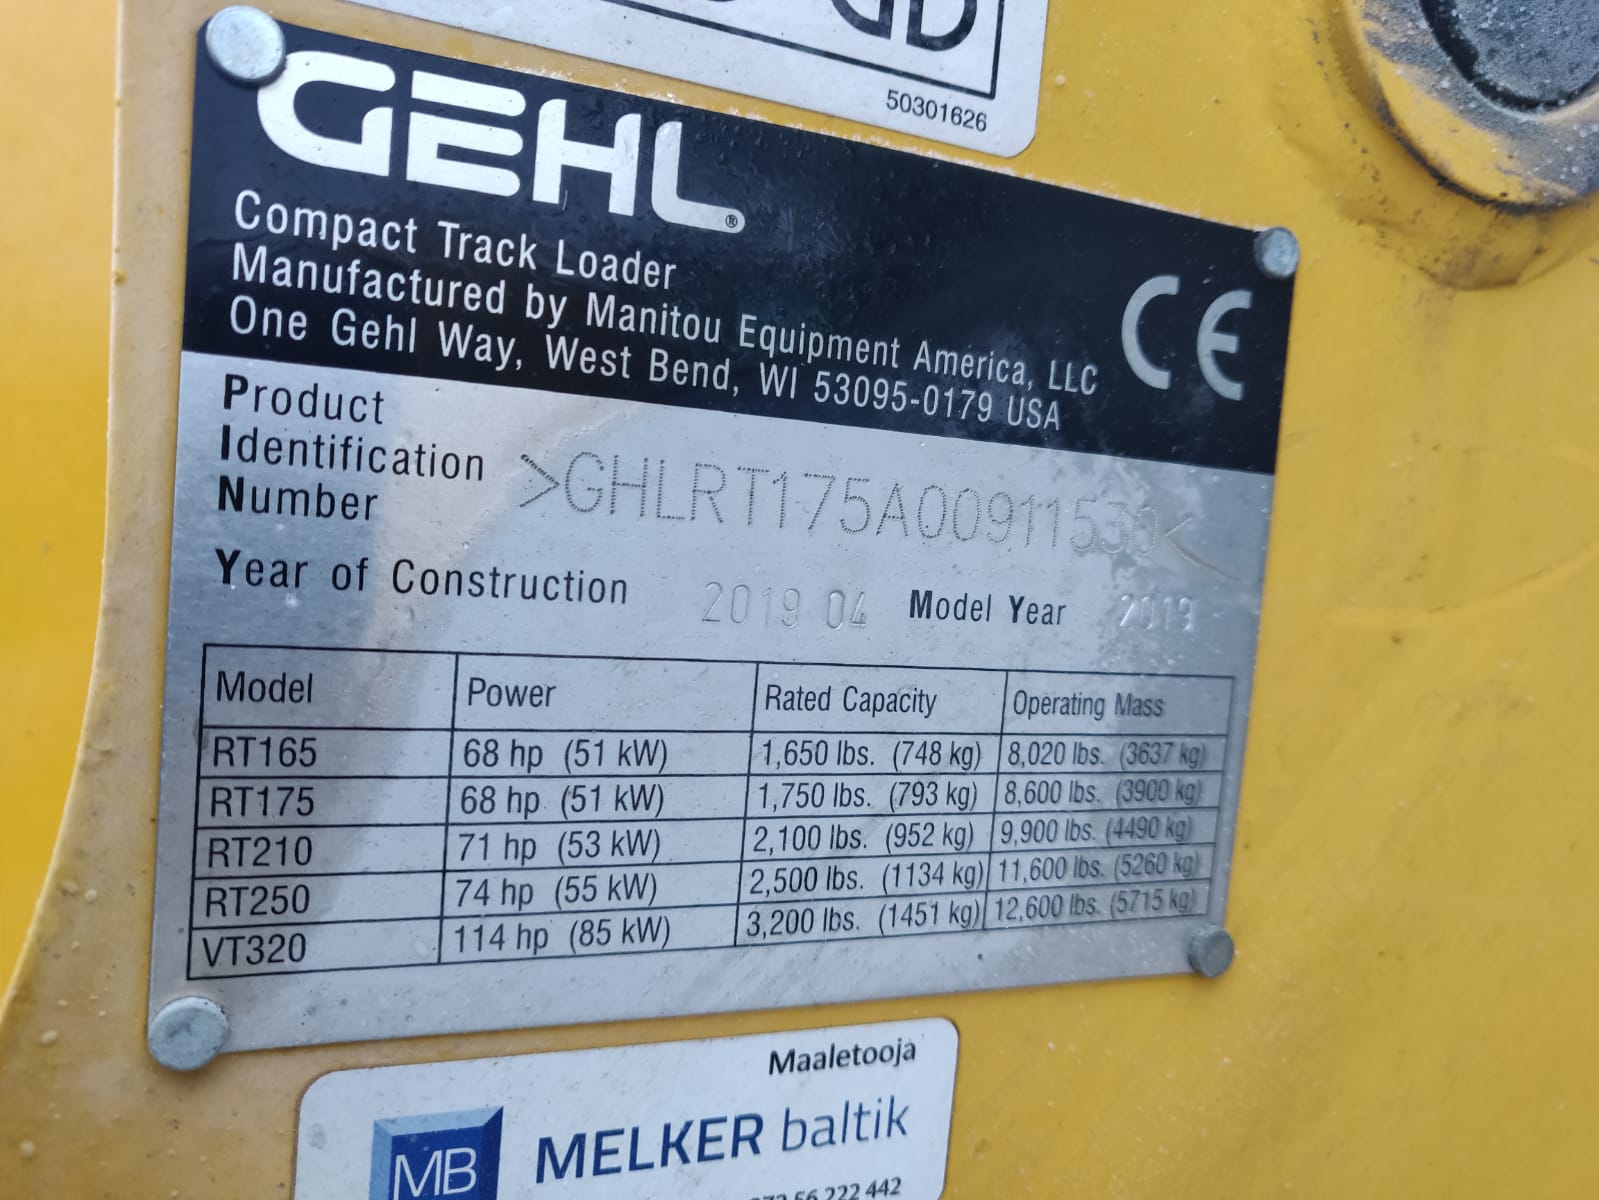 50301626
GEHL®
Compact Track Loader
Manufactured by Manitou Equipment America, LLC
One Gehl Way, West Bend, WI 53095-0179 USA
CE
Product
Identification
Number
>GHLRT175A00911530<
Year of Construction 2019 04 Model Year 2019
Model Power Rated Capacity Operating Mass
RT165 68 hp (51 kW) 1,650 lbs. (748 kg) 8,020 lbs. (3637 kg)
RT175 68 hp (51 kW) 1,750 lbs. (793 kg) 8,600 lbs. (3900 kg)
RT210 71 hp (53 kW) 2,100 lbs. (952 kg) 9,900 lbs. (4490 kg)
RT250 74 hp (55 kW) 2,500 lbs. (1134 kg) 11,600 lbs. (5260 kg)
VT320 114 hp (85 kW) 3,200 lbs. (1451 kg) 12,600 lbs. (5715 kg)
Maaletooja
MB MELKER baltik
56 222 442